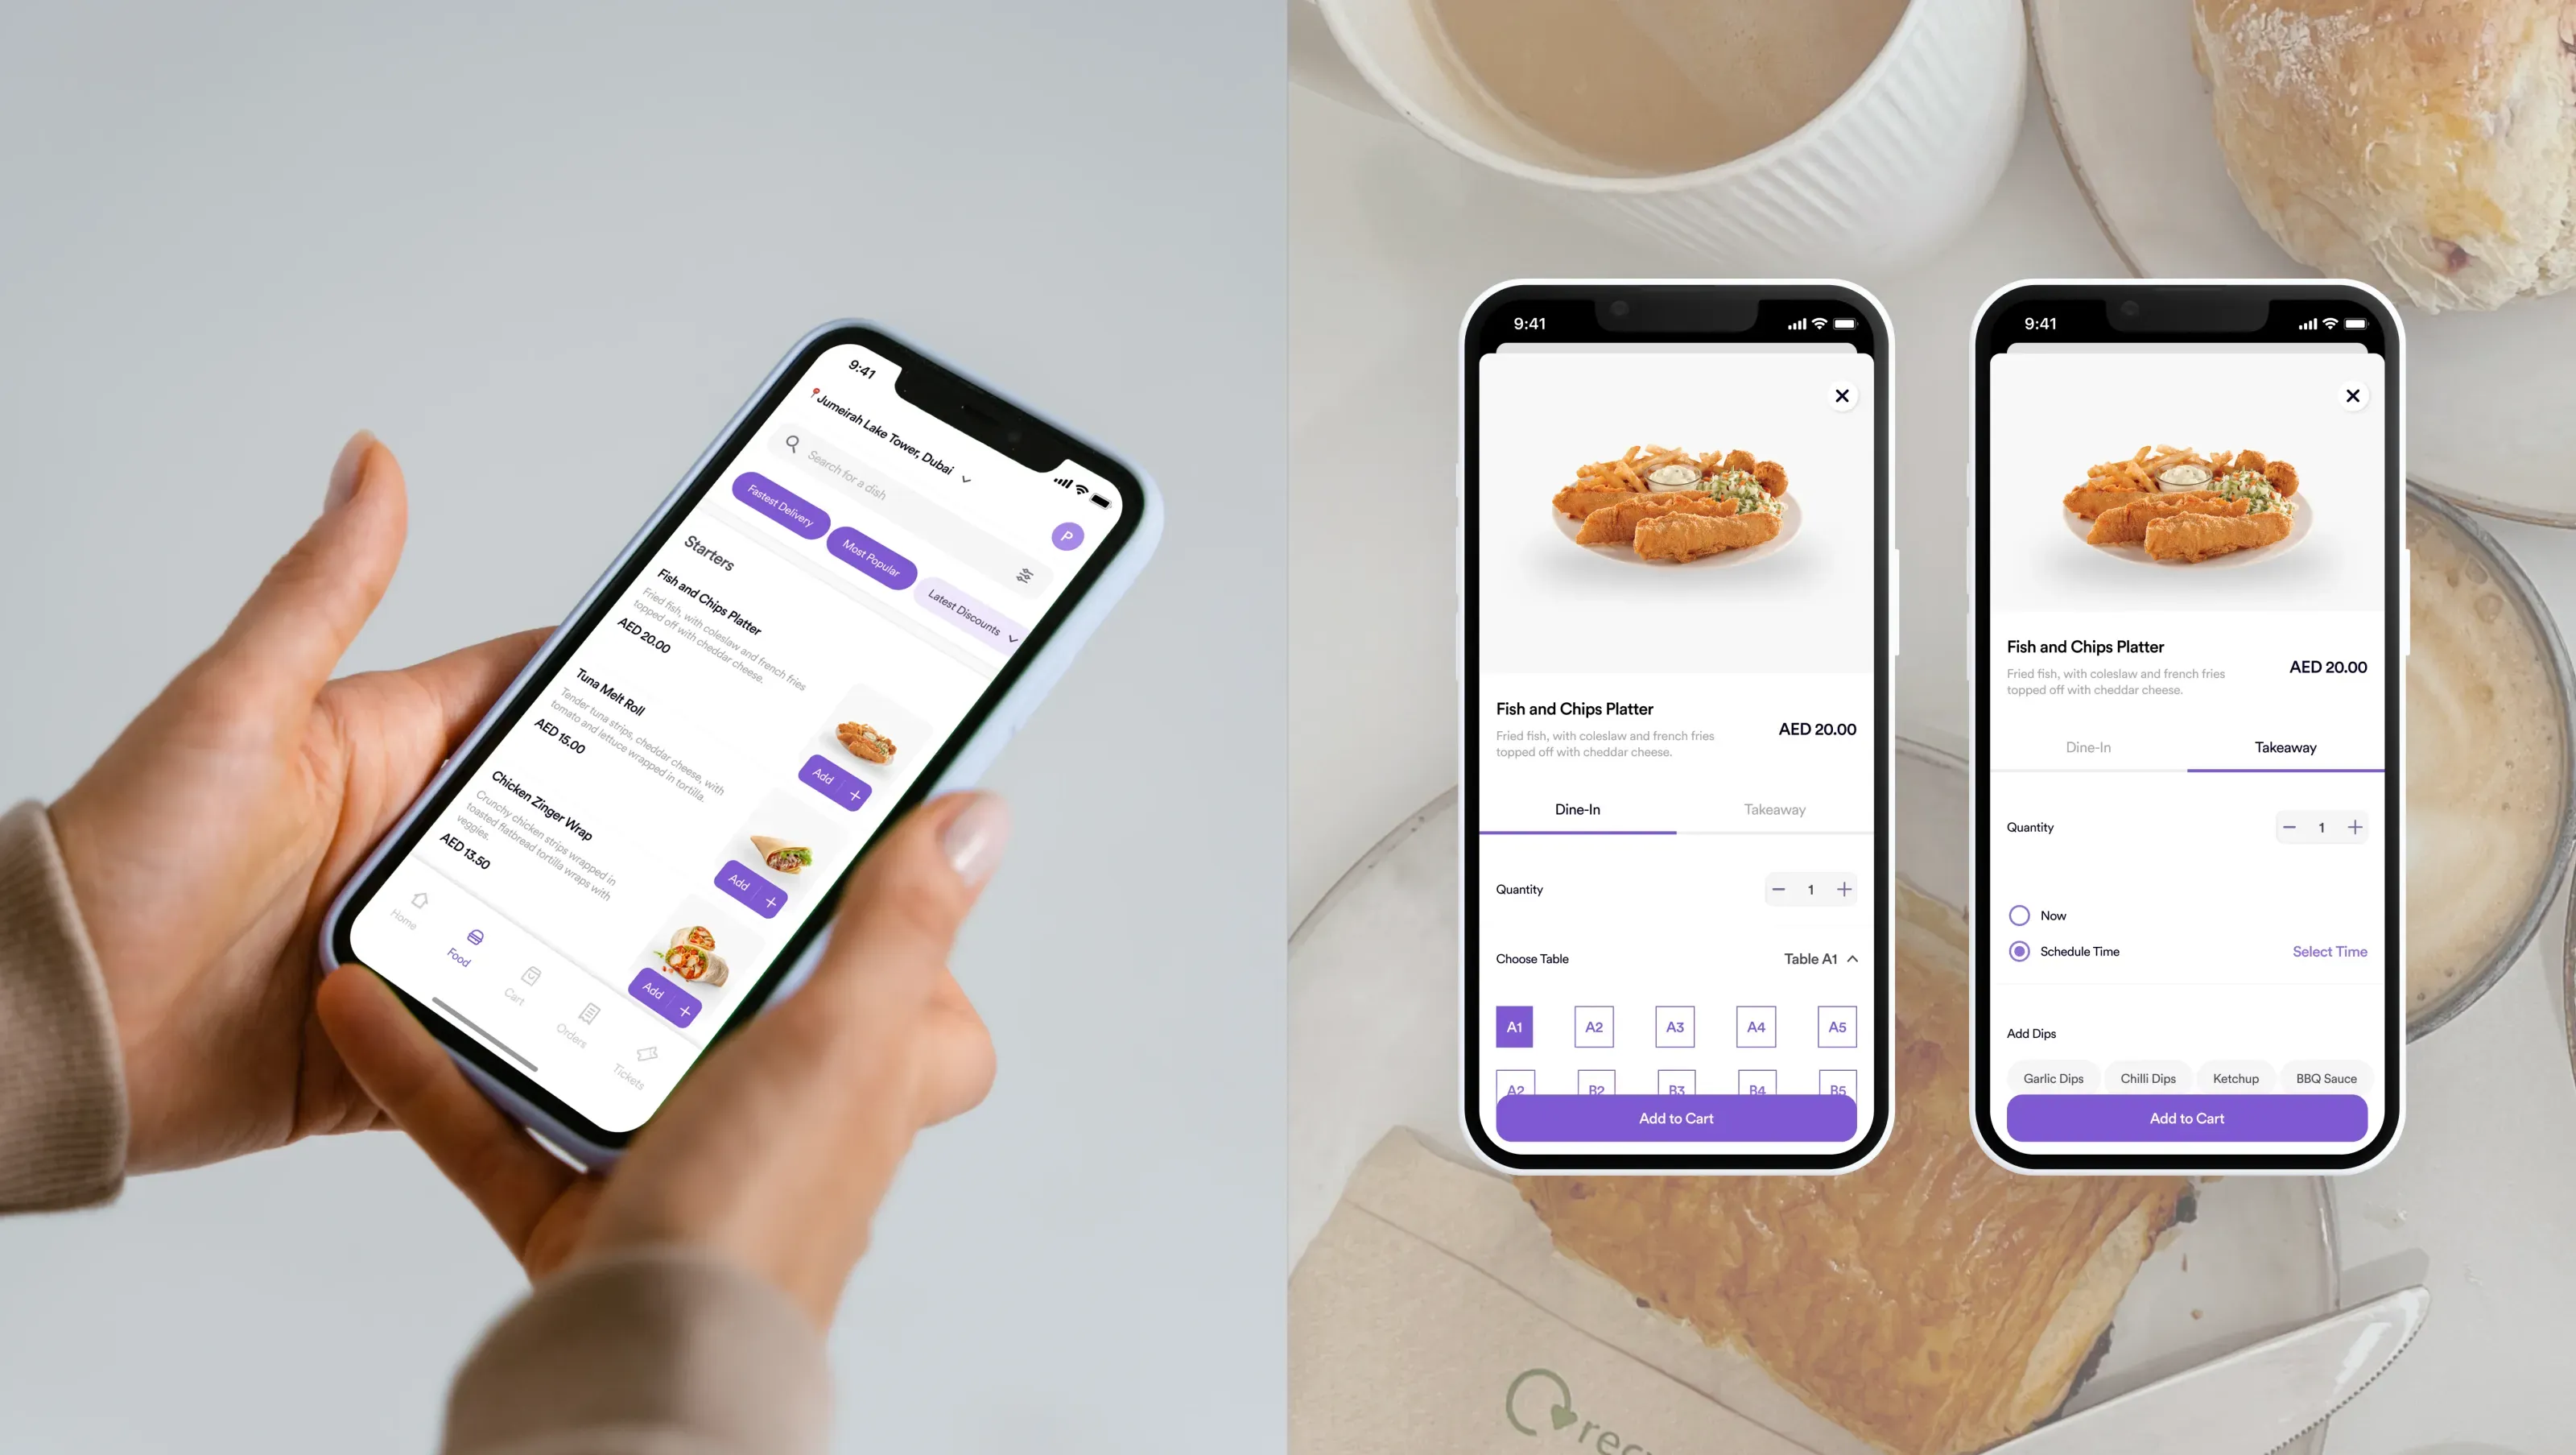 9:41
Jumeirah Lake Tower, Dubai
P
Search for a dish
Fastest Delivery
Most Popular
Latest Discounts
Starters
Fish and Chips Platter
Fried fish, with coleslaw and french fries
topped off with cheddar cheese.
AED 20.00
Add +
Tuna Melt Roll
Tender tuna strips, cheddar cheese, with
tomato and lettuce wrapped in tortilla.
AED 15.00
Add +
Chicken Zinger Wrap
Crunchy chicken strips wrapped in
toasted flatbread tortilla wraps with
veggies.
AED 13.50
Add +
Home
Food
Cart
Orders
Tickets
9:41
Fish and Chips Platter
AED 20.00
Fried fish, with coleslaw and french fries
topped off with cheddar cheese.
Dine-In Takeaway
Quantity − 1 +
Choose Table Table A1
A1 A2 A3 A4 A5
A2 B2 B3 B4 B5
Add to Cart
9:41
Fish and Chips Platter
AED 20.00
Fried fish, with coleslaw and french fries
topped off with cheddar cheese.
Dine-In Takeaway
Quantity − 1 +
Now
Schedule Time Select Time
Add Dips
Garlic Dips Chilli Dips Ketchup BBQ Sauce
Add to Cart